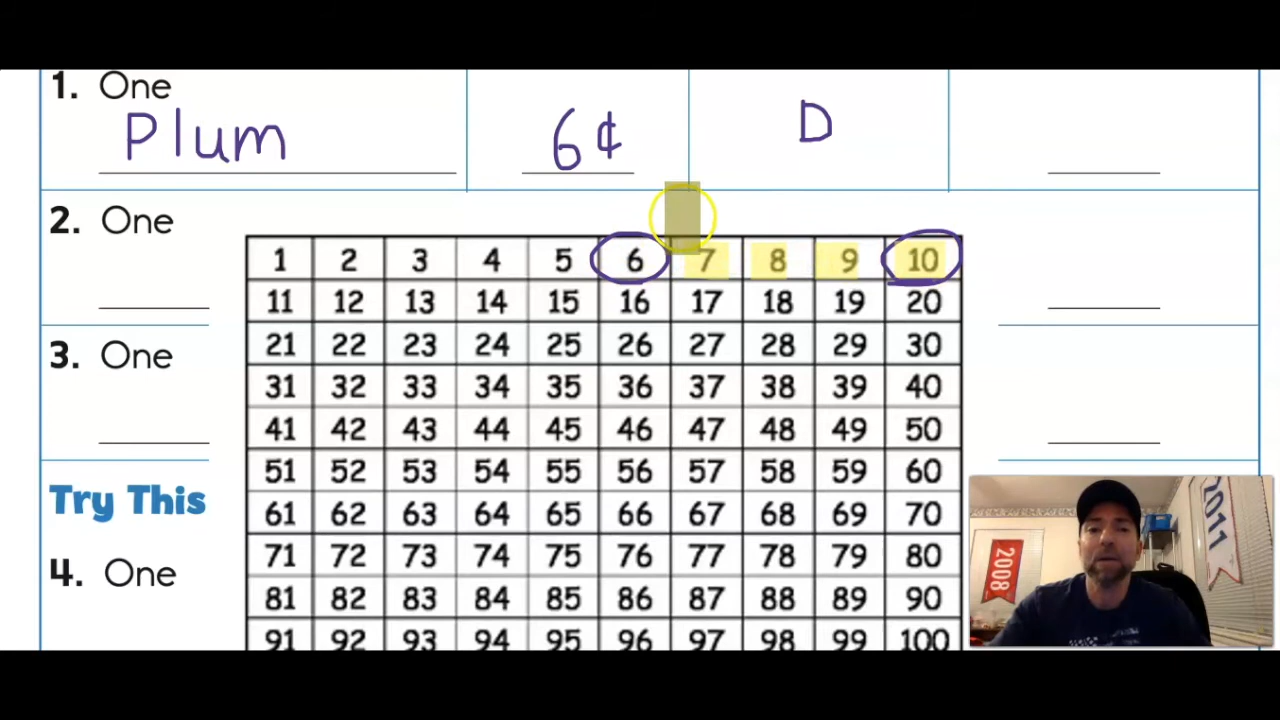 1. One
Plum 6¢ D
2. One
1 2 3 4 5 6 7 8 9 10
11 12 13 14 15 16 17 18 19 20
21 22 23 24 25 26 27 28 29 30
3. One
31 32 33 34 35 36 37 38 39 40
41 42 43 44 45 46 47 48 49 50
51 52 53 54 55 56 57 58 59 60
Try This
61 62 63 64 65 66 67 68 69 70
71 72 73 74 75 76 77 78 79 80
4. One
81 82 83 84 85 86 87 88 89 90
91 92 93 94 95 96 97 98 99 100
2011
2008